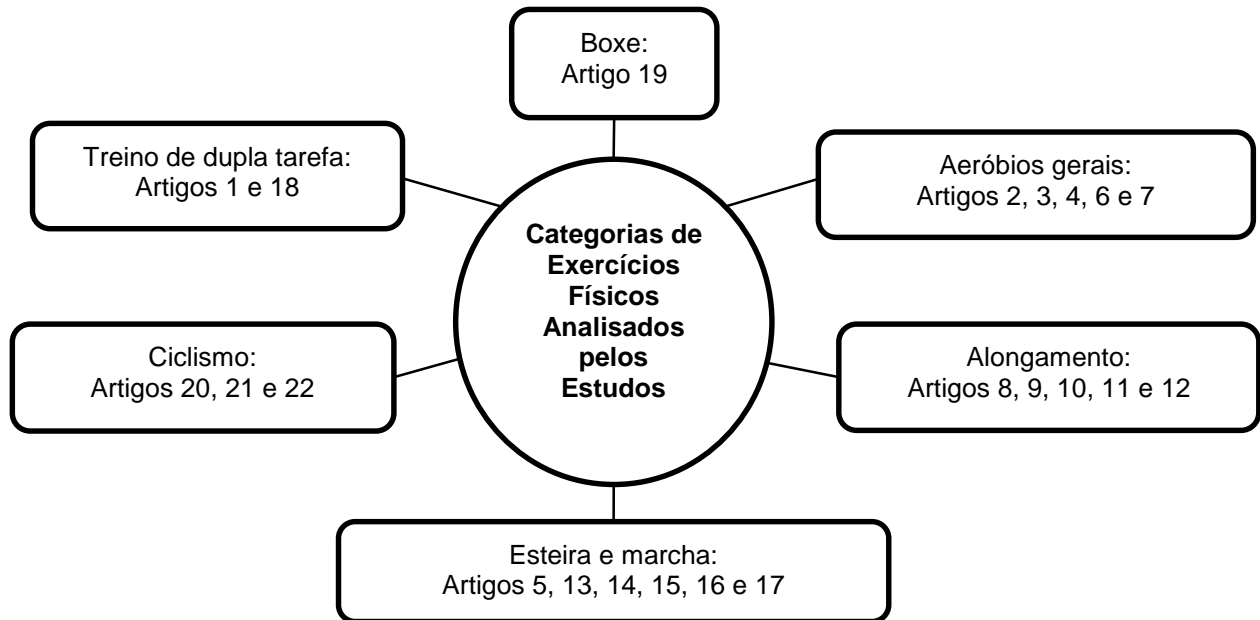 Boxe:
Artigo 19
Treino de dupla tarefa:
Artigos 1 e 18
Aeróbios gerais:
Artigos 2, 3, 4, 6 e 7
Categorias de
Exercícios
Físicos
Analisados
pelos
Estudos
Ciclismo:
Artigos 20, 21 e 22
Alongamento:
Artigos 8, 9, 10, 11 e 12
Esteira e marcha:
Artigos 5, 13, 14, 15, 16 e 17